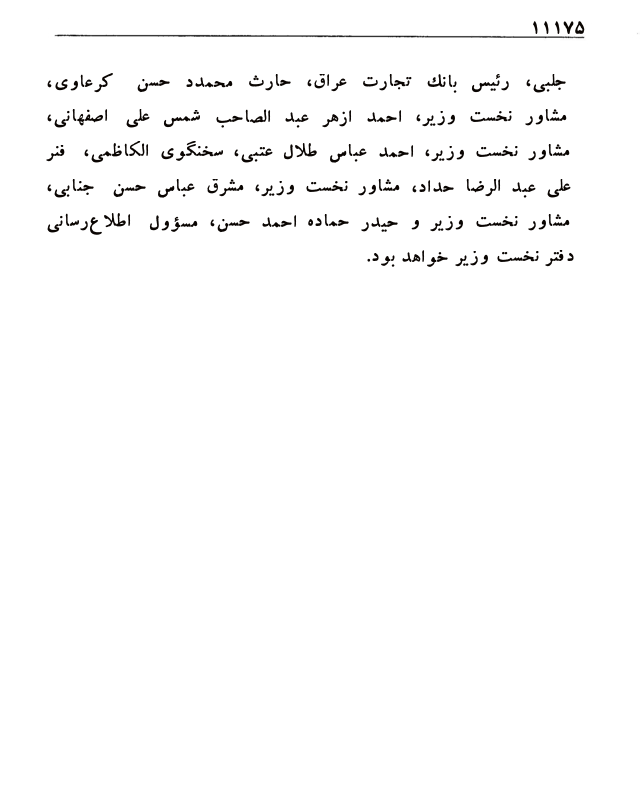 ۱۱۱۷۵
جلبی، رئیس بانك تجارت عراق، حارث محمدد حسن کرعاوی،
مشاور نخست وزیر، احمد ازهر عبد الصاحب شمس علی اصفهانی،
مشاور نخست وزیر، احمد عباس طلال عتبی، سخنگوی الکاظمی، فنر
علی عبد الرضا حداد، مشاور نخست وزیر، مشرق عباس حسن جنابی،
مشاور نخست وزیر و حیدر حماده احمد حسن، مسؤول اطلاع‌رسانی
دفتر نخست وزیر خواهد بود.